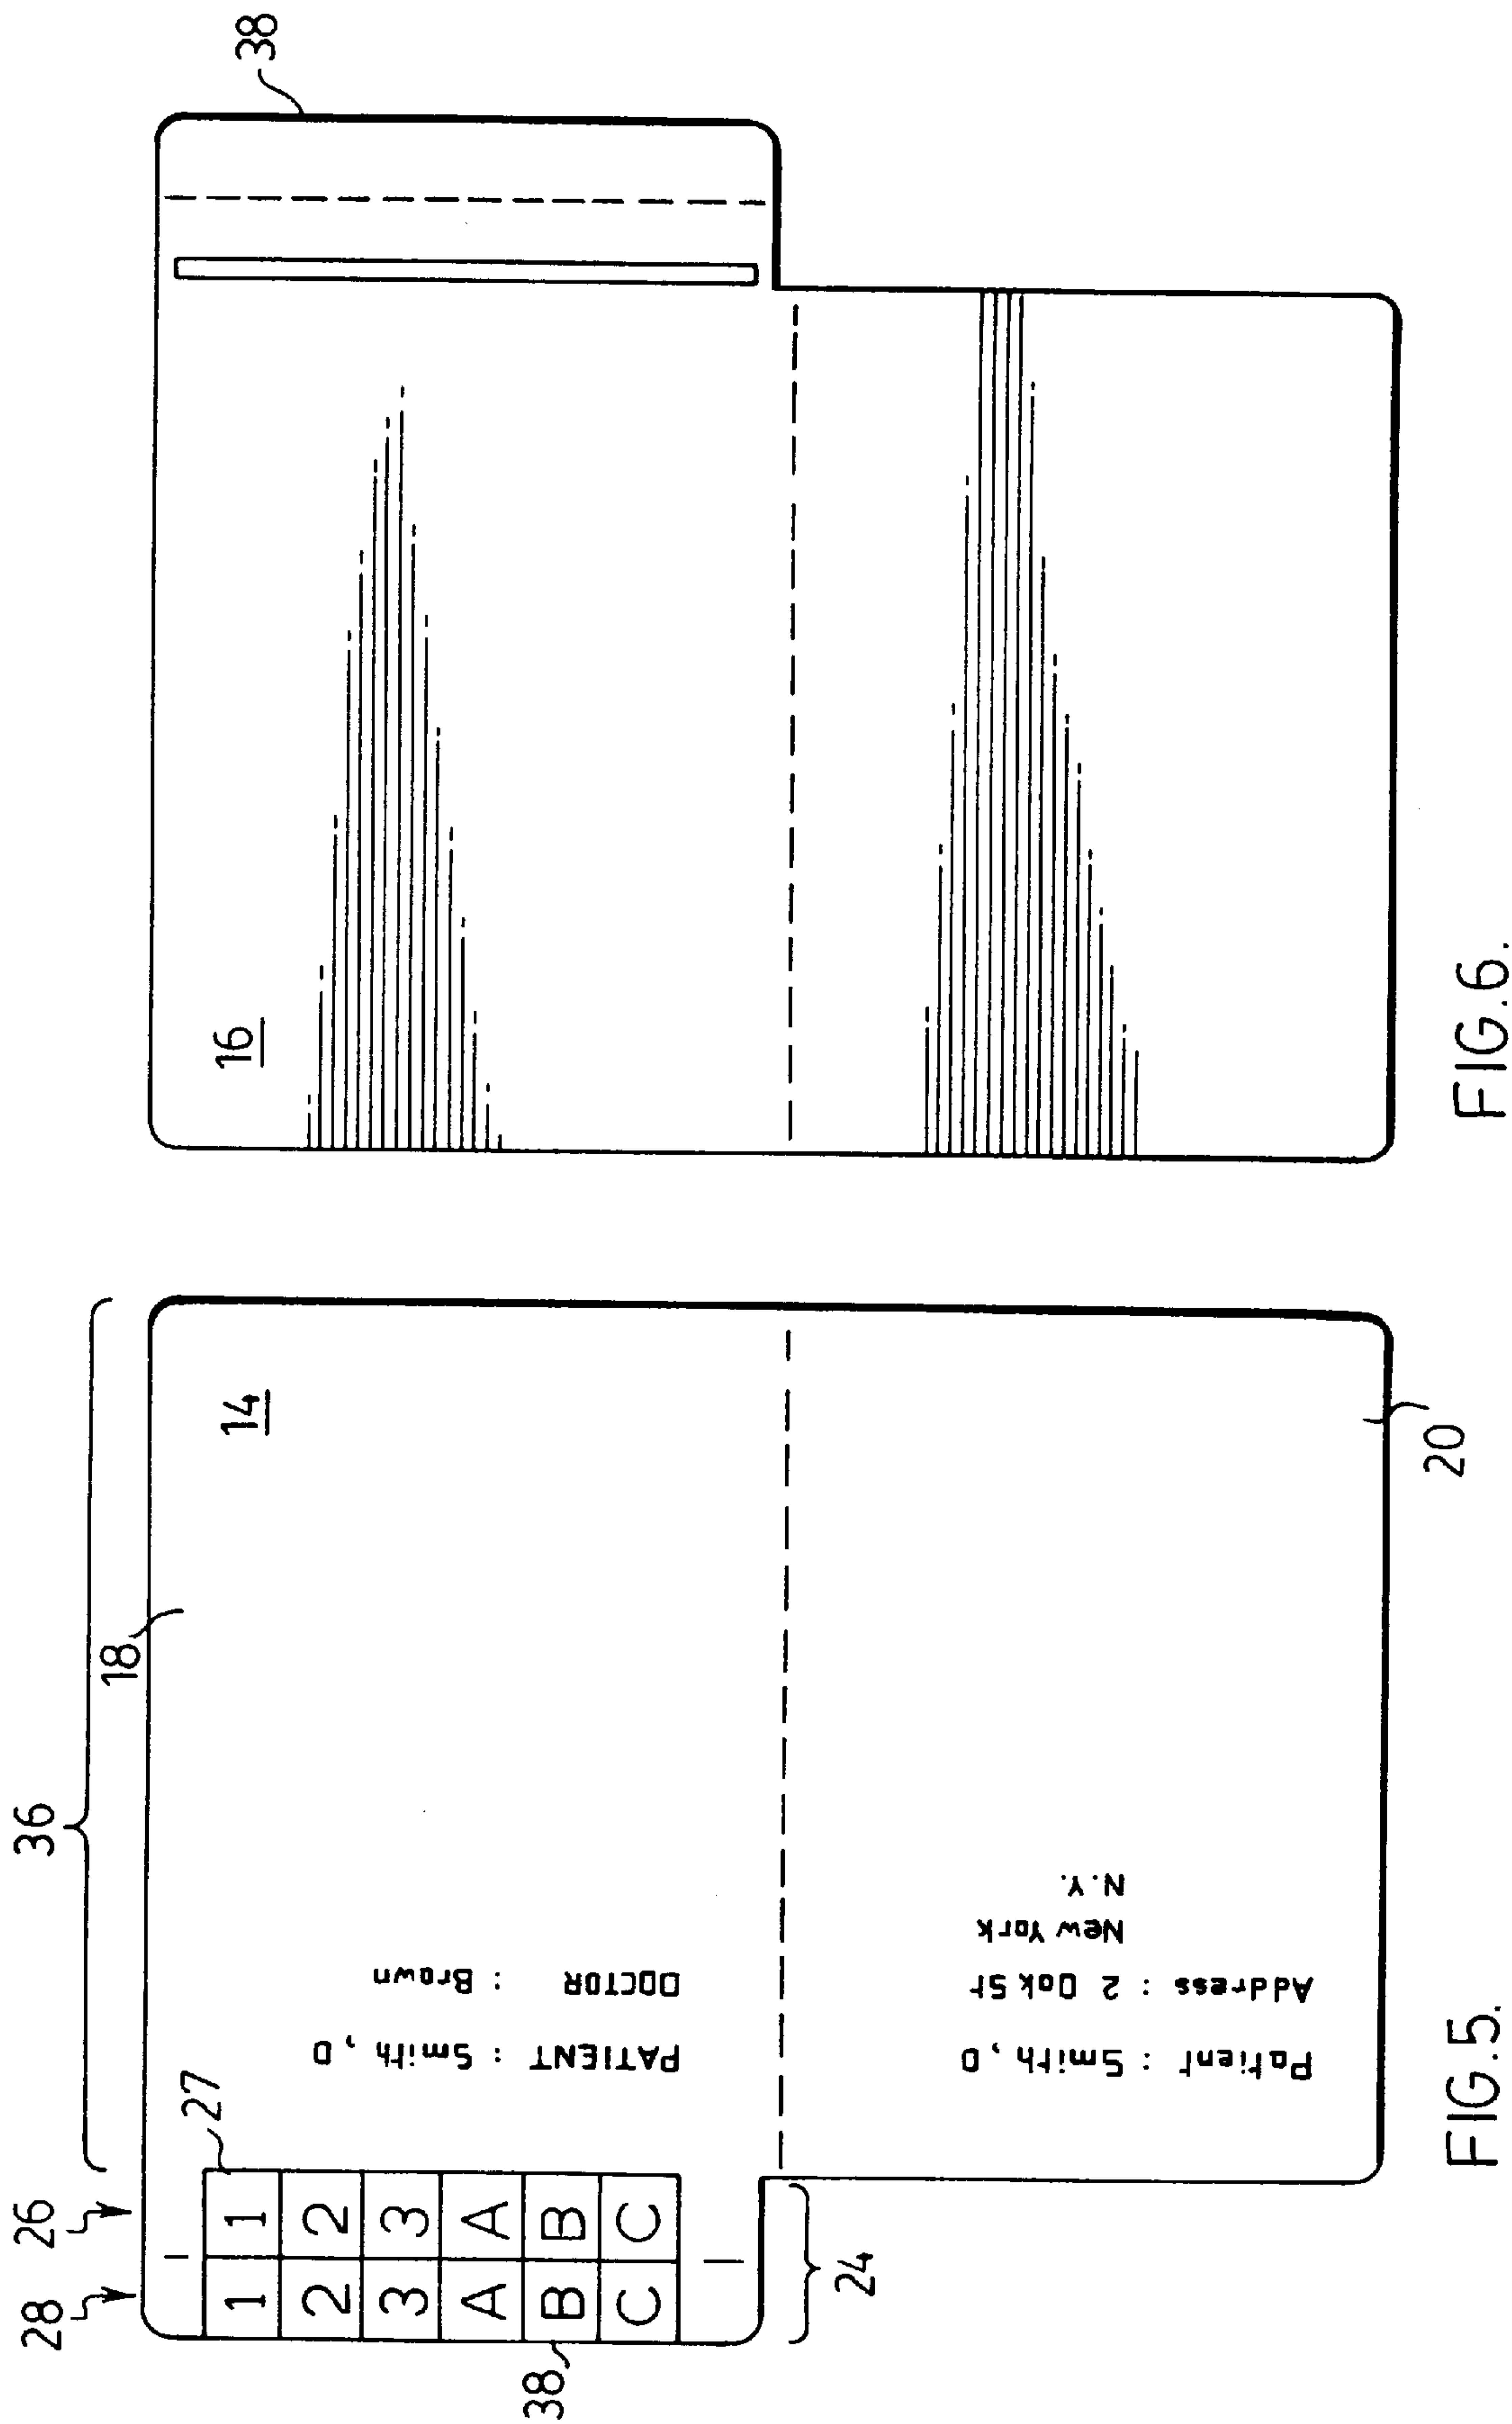 28 26 36
18
27
1 1
2 2
3 3
A A
B B
C C
38
24
14
PATIENT : Smith , D
DOCTOR : Brown
Patient : Smith , D
Address : 2 Oak St
New York
N.Y.
20
FIG.5.
38
16
FIG.6.